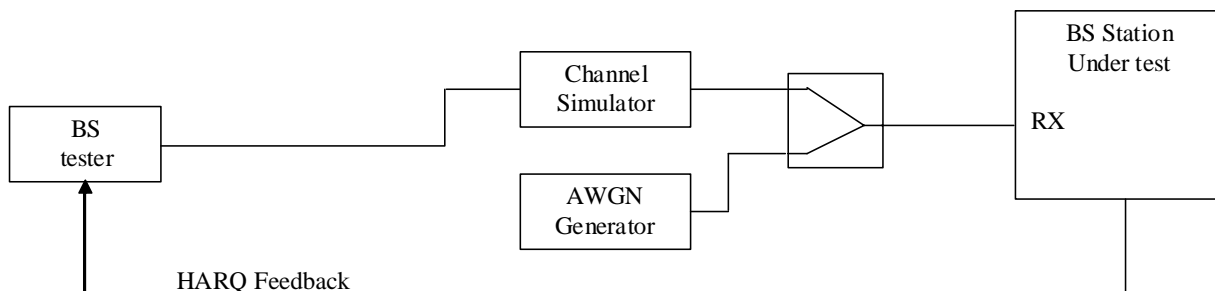 BS Station
Under test
Channel
Simulator
BS
tester
RX
AWGN
Generator
HARQ Feedback